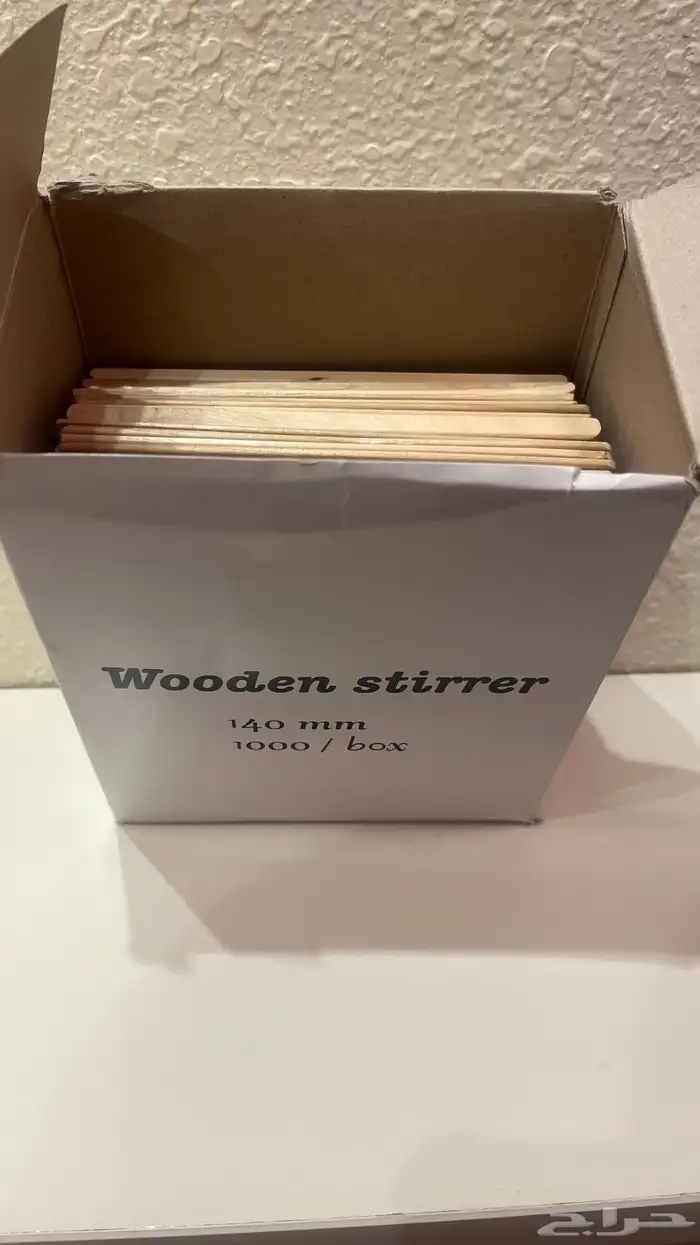 Wooden stirrer
140 mm
1000 / box
حراج